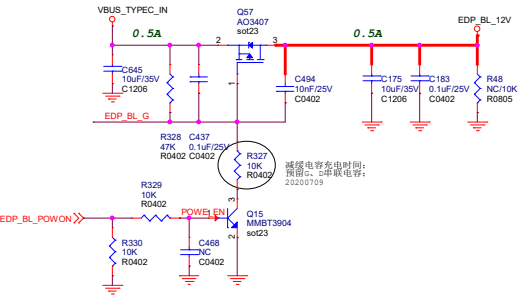 VBUS_TYPEC_IN
Q57
AO3407
sot23
EDP_BL_12V
0.5A
2
3
0.5A
1
C645
10uF/35V
C1206
C494
10nF/25V
C0402
C175
10uF/35V
C1206
C183
0.1uF/25V
C0402
R48
NC/10K
R0805
EDP_BL_G
R328
47K
R0402
C437
0.1uF/25V
C0402
R327
10K
R0402
减缓电容充电时间;
预留G、D串联电容;
20200709
R329
10K
R0402
EDP_BL_POWON
POWE_EN
1
3
2
Q15
MMBT3904
sot23
R330
10K
R0402
C468
NC
C0402